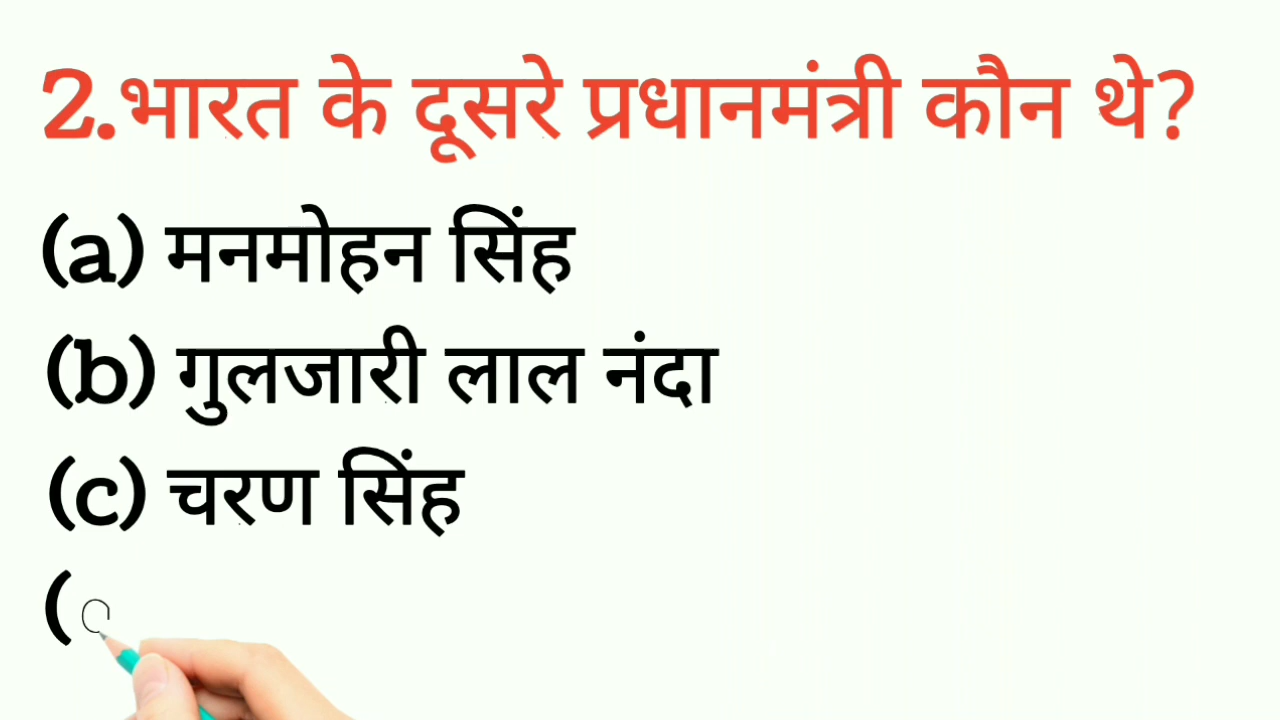 2.भारत के दूसरे प्रधानमंत्री कौन थे?
(a) मनमोहन सिंह
(b) गुलजारी लाल नंदा
(c) चरण सिंह
(